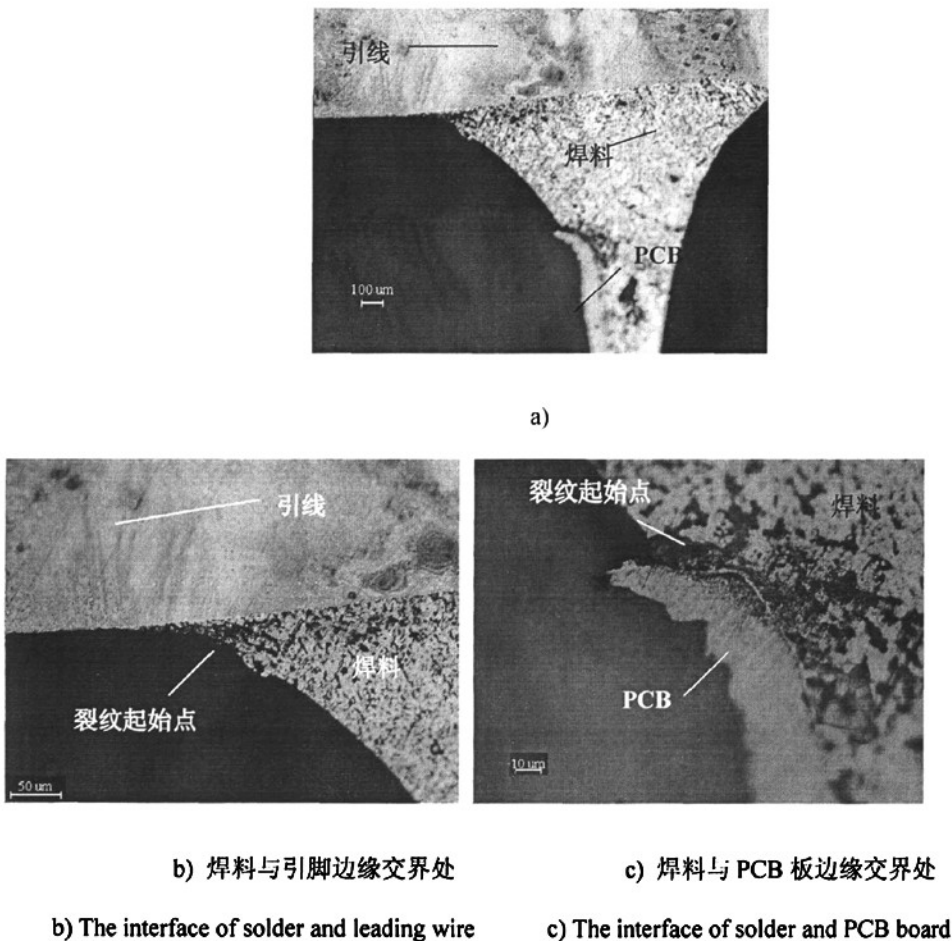 引线
焊料
PCB
100 um
a)
引线
焊料
裂纹起始点
50 um
裂纹起始点
焊料
PCB
10 um
b) 焊料与引脚边缘交界处
c) 焊料与 PCB 板边缘交界处
b) The interface of solder and leading wire
c) The interface of solder and PCB board